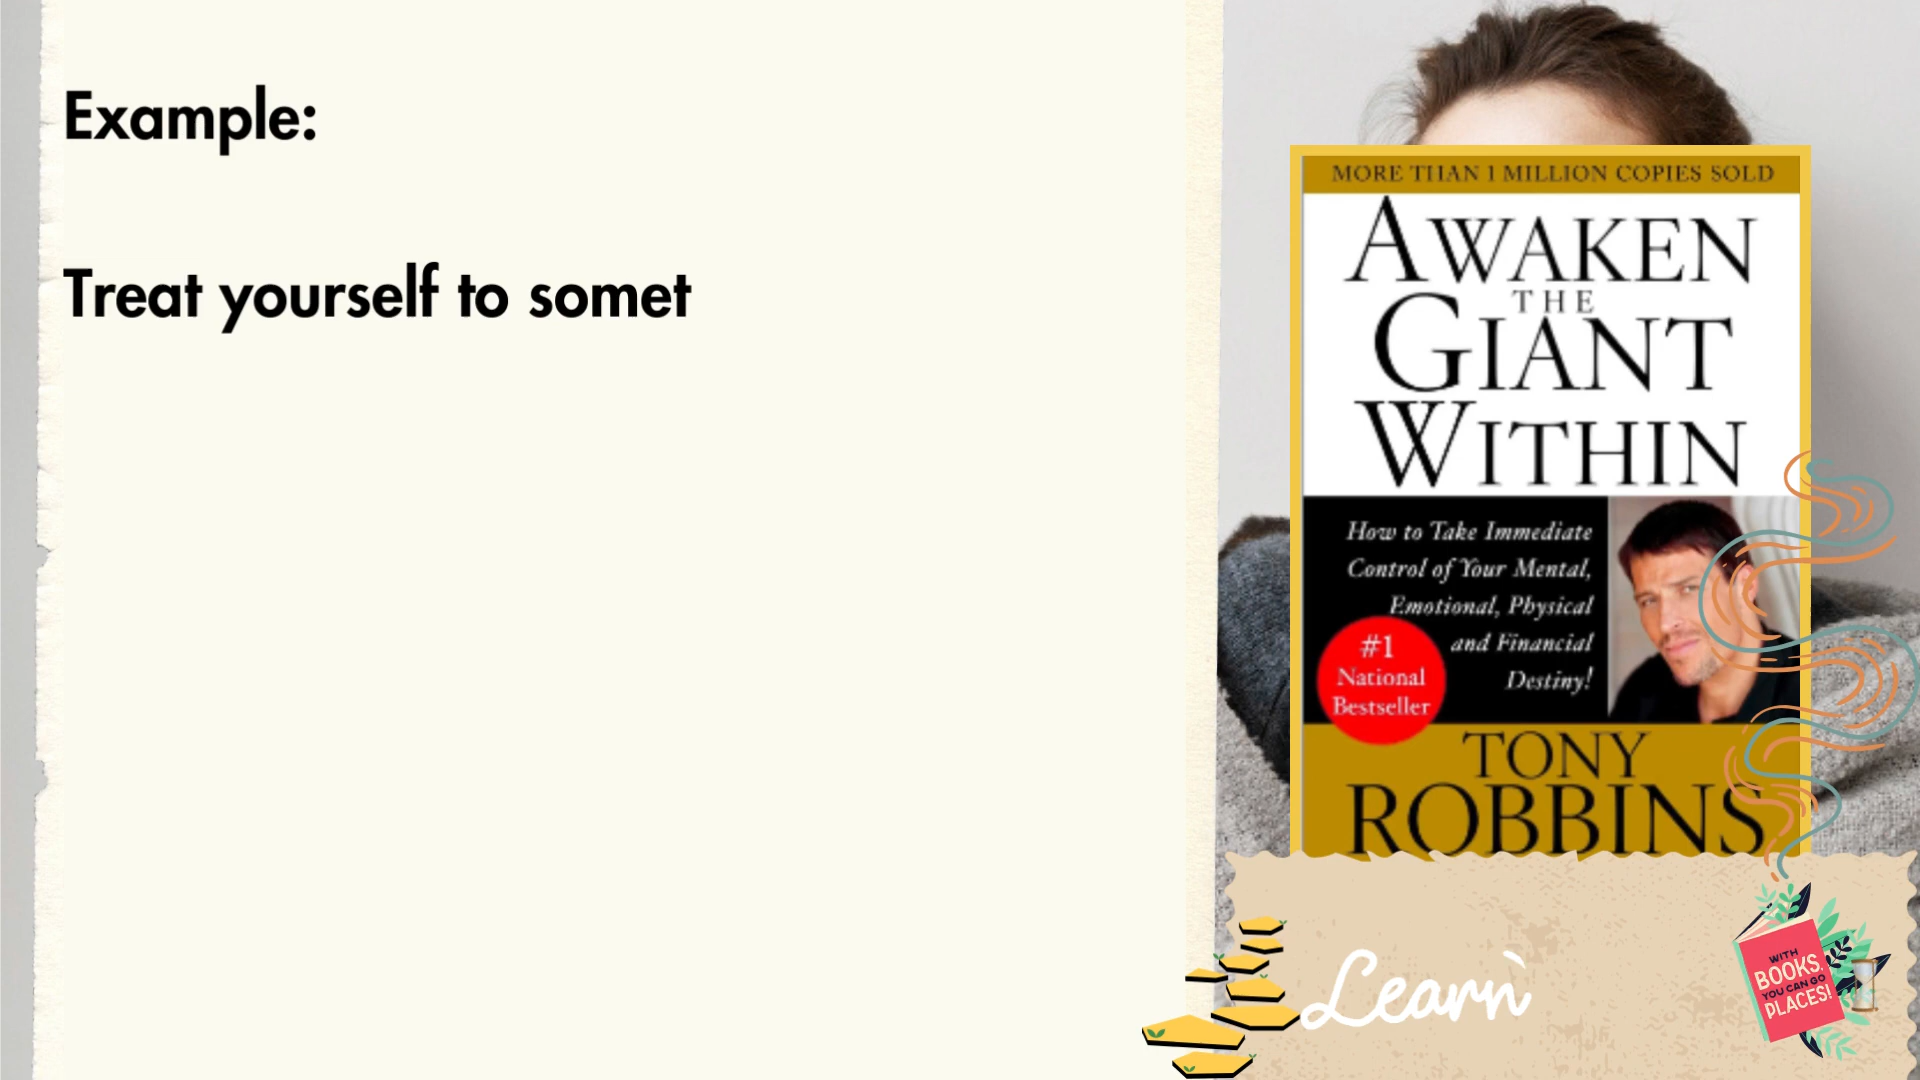 Example:
Treat yourself to somet
MORE THAN 1 MILLION COPIES SOLD
AWAKEN
THE
GIANT
WITHIN
How to Take Immediate
Control of Your Mental,
Emotional, Physical
and Financial
Destiny!
#1
National
Bestseller
TONY
ROBBINS
Learn
WITH
BOOKS,
YOU CAN GO
PLACES!